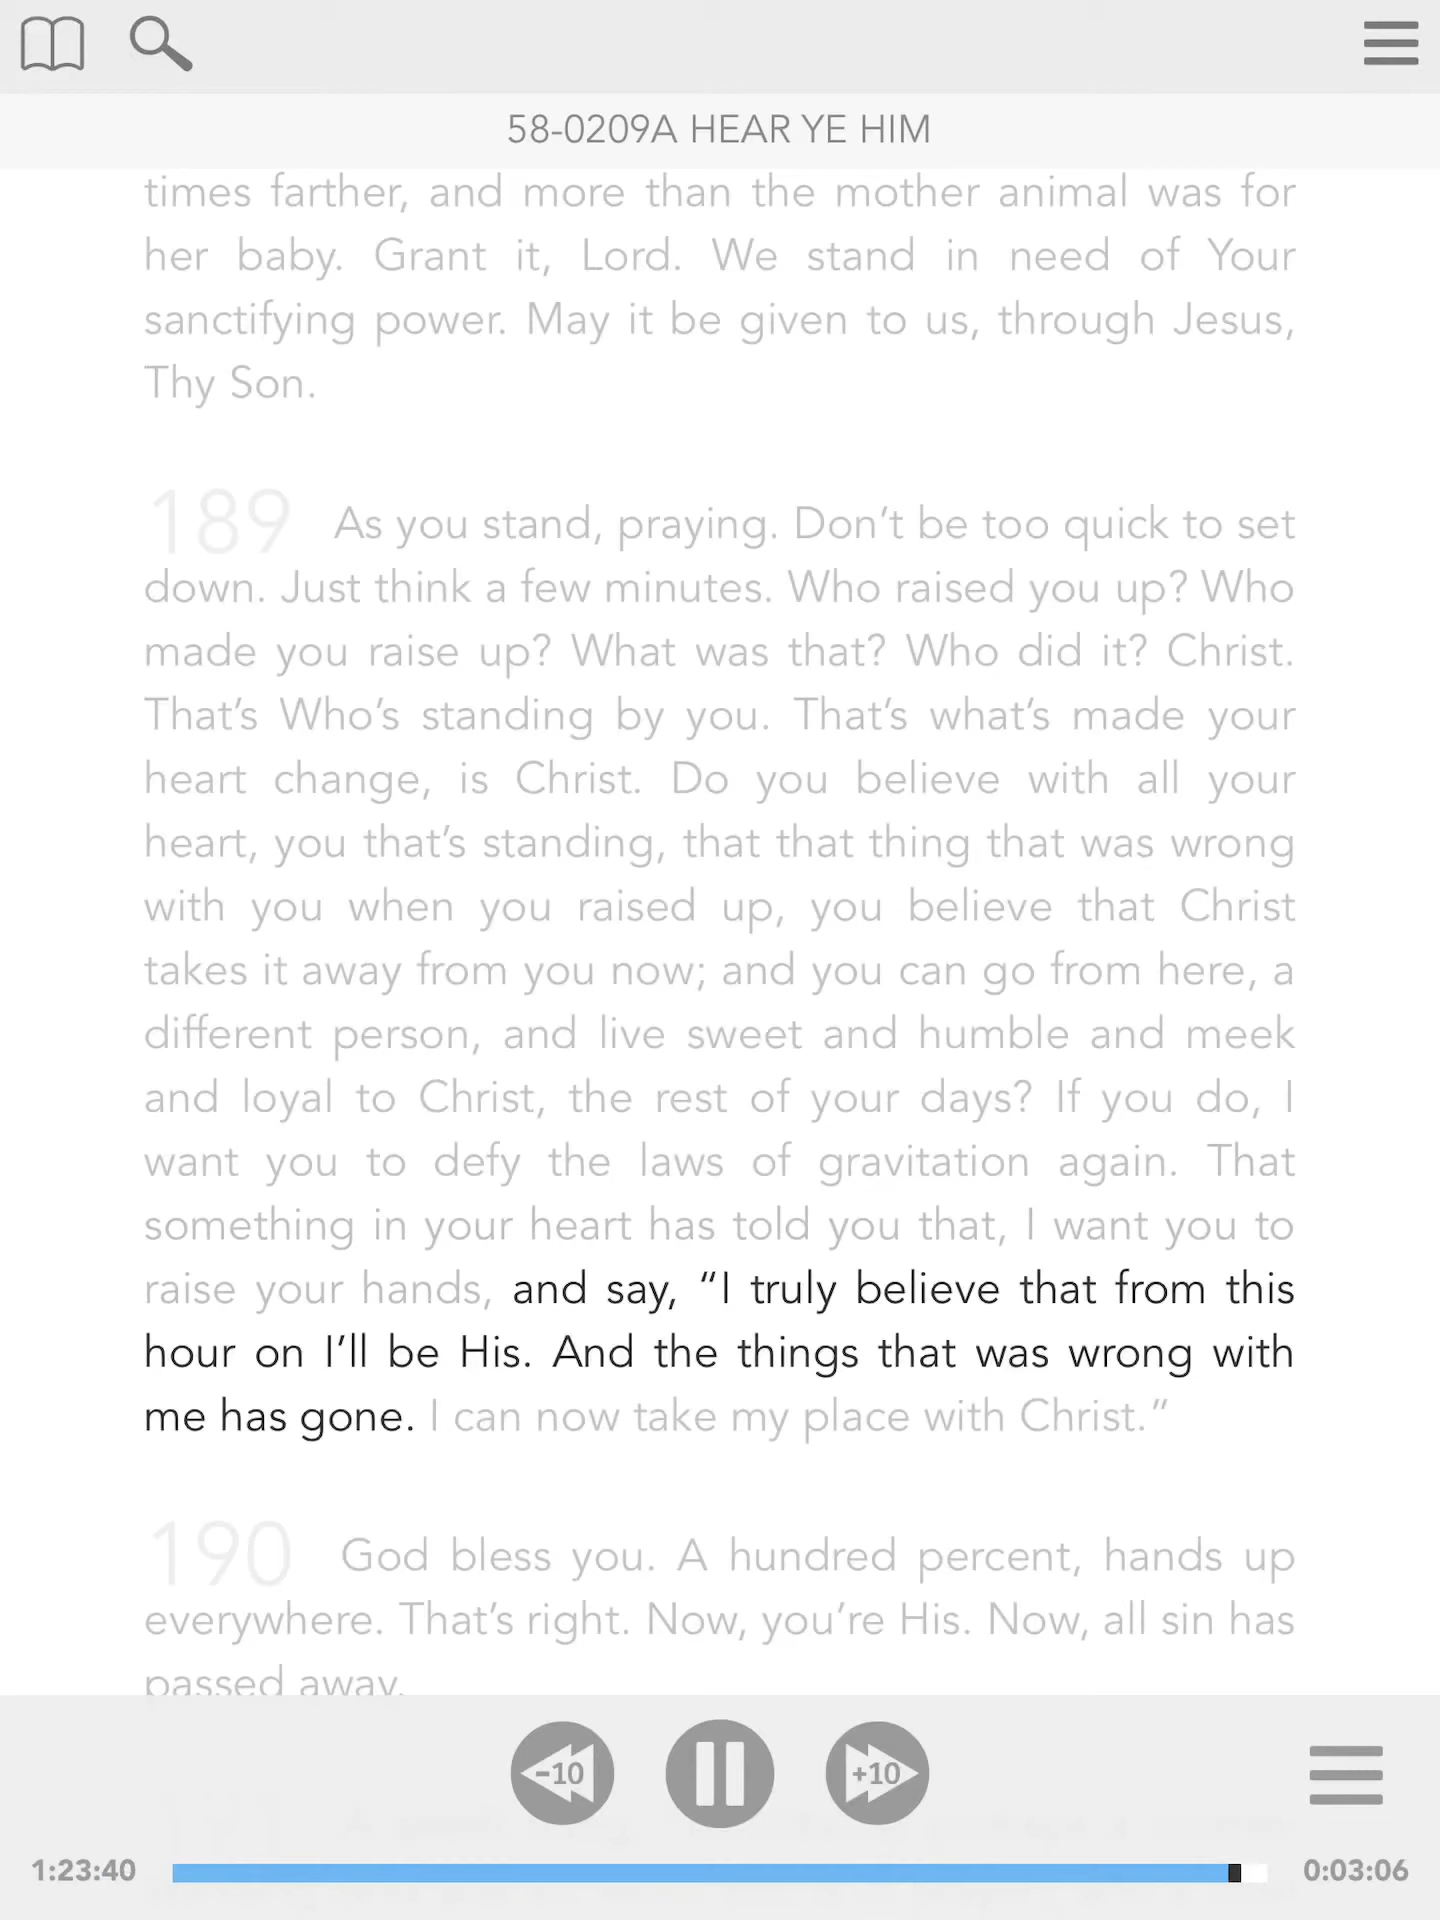 58-0209A HEAR YE HIM
times farther, and more than the mother animal was for
her baby. Grant it, Lord. We stand in need of Your
sanctifying power. May it be given to us, through Jesus,
Thy Son.
189 As you stand, praying. Don’t be too quick to set
down. Just think a few minutes. Who raised you up? Who
made you raise up? What was that? Who did it? Christ.
That’s Who’s standing by you. That’s what’s made your
heart change, is Christ. Do you believe with all your
heart, you that’s standing, that that thing that was wrong
with you when you raised up, you believe that Christ
takes it away from you now; and you can go from here, a
different person, and live sweet and humble and meek
and loyal to Christ, the rest of your days? If you do, I
want you to defy the laws of gravitation again. That
something in your heart has told you that, I want you to
raise your hands, and say, “I truly believe that from this
hour on I’ll be His. And the things that was wrong with
me has gone. I can now take my place with Christ.”
190 God bless you. A hundred percent, hands up
everywhere. That’s right. Now, you’re His. Now, all sin has
passed away.
-10 +10
1:23:40 0:03:06